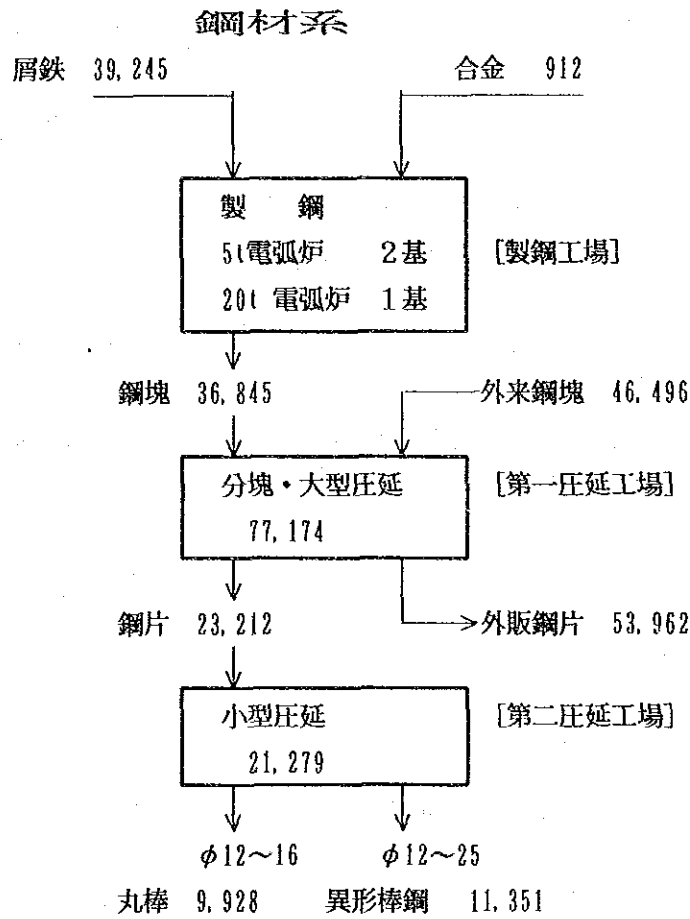 鋼材系
屑鉄 39,245 合金 912
製 鋼
5t電弧炉 2基 [製鋼工場]
20t 電弧炉 1基
鋼塊 36,845 外来鋼塊 46,496
分塊・大型圧延 [第一圧延工場]
77,174
鋼片 23,212 外販鋼片 53,962
小型圧延 [第二圧延工場]
21,279
φ12～16 φ12～25
丸棒 9,928 異形棒鋼 11,351